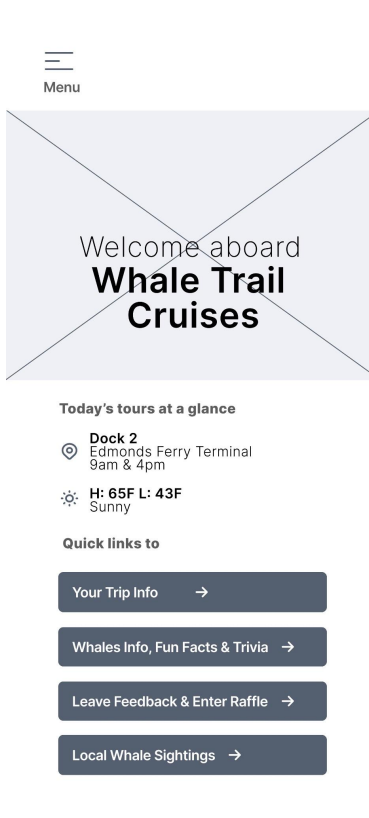 Menu
Welcome aboard
Whale Trail
Cruises
Today’s tours at a glance
Dock 2
Edmonds Ferry Terminal
9am & 4pm
H: 65F L: 43F
Sunny
Quick links to
Your Trip Info →
Whales Info, Fun Facts & Trivia →
Leave Feedback & Enter Raffle →
Local Whale Sightings →